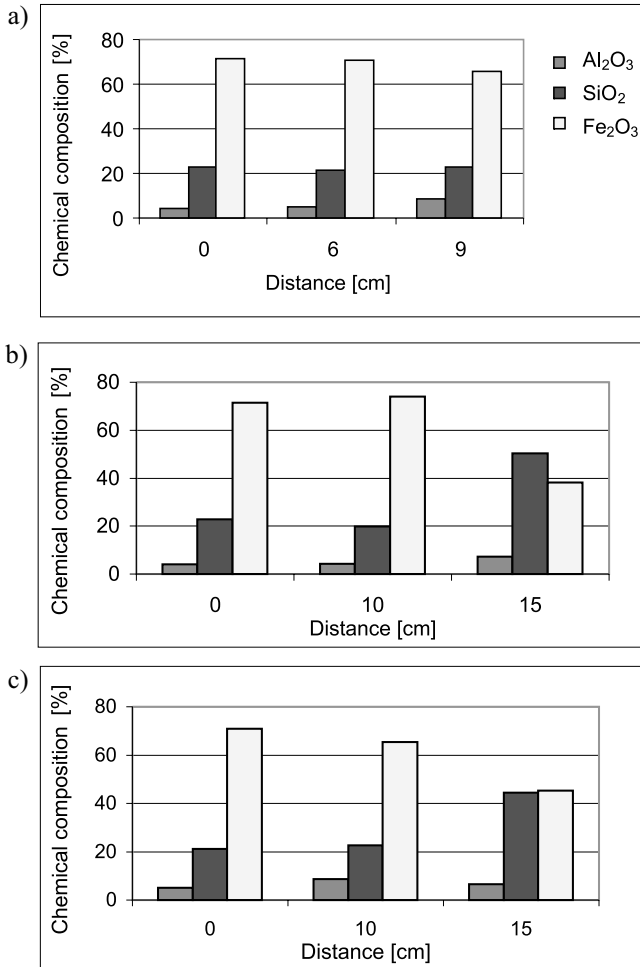 a)
Chemical composition [%]
80
60
40
20
0
0 6 9
Distance [cm]
Al₂O₃
SiO₂
Fe₂O₃
b)
Chemical composition [%]
80
60
40
20
0
0 10 15
Distance [cm]
c)
Chemical composition [%]
80
60
40
20
0
0 10 15
Distance [cm]